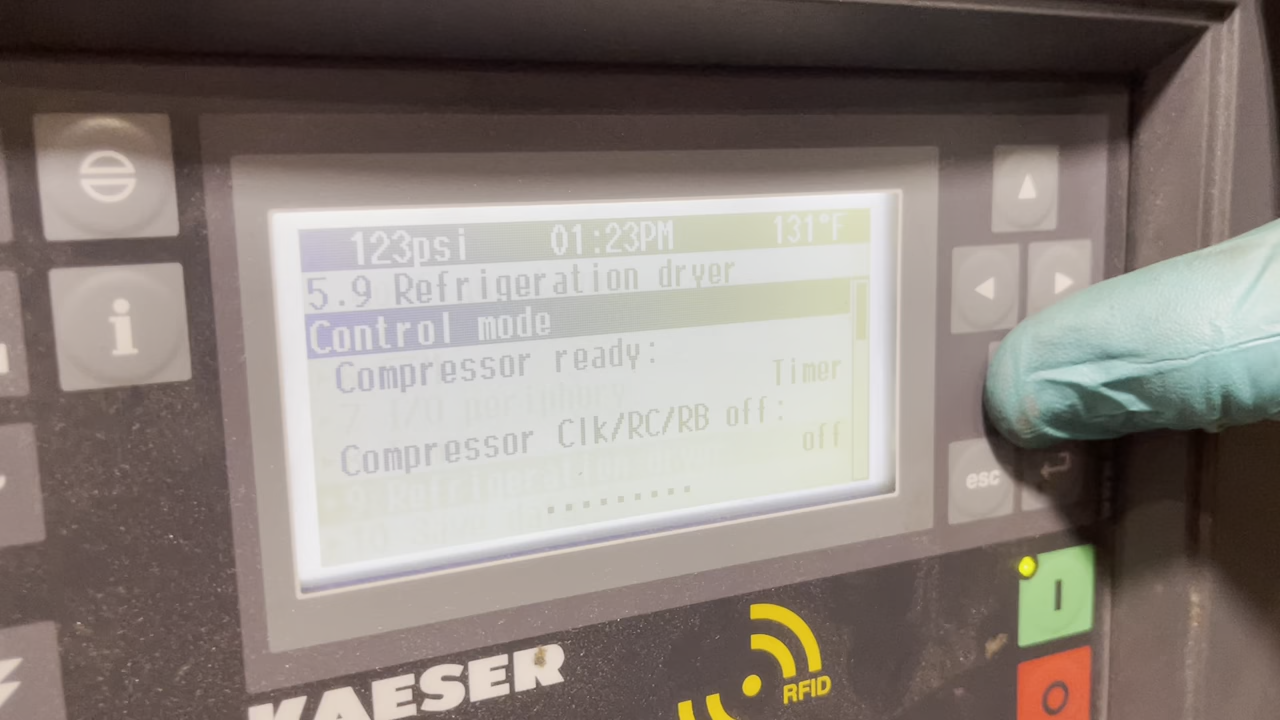 123psi 01:23PM 131°F
5.9 Refrigeration dryer
Control mode
Compressor ready:
Timer
Compressor Clk/RC/RB off:
off
.........
esc
i
I
O
KAESER
RFID